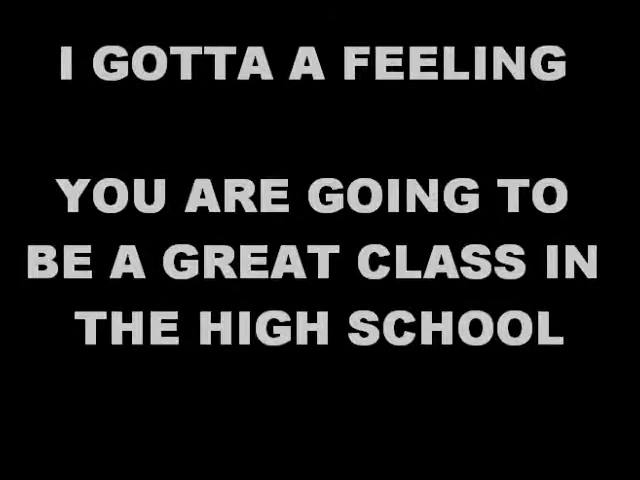 I GOTTA A FEELING
YOU ARE GOING TO
BE A GREAT CLASS IN
THE HIGH SCHOOL